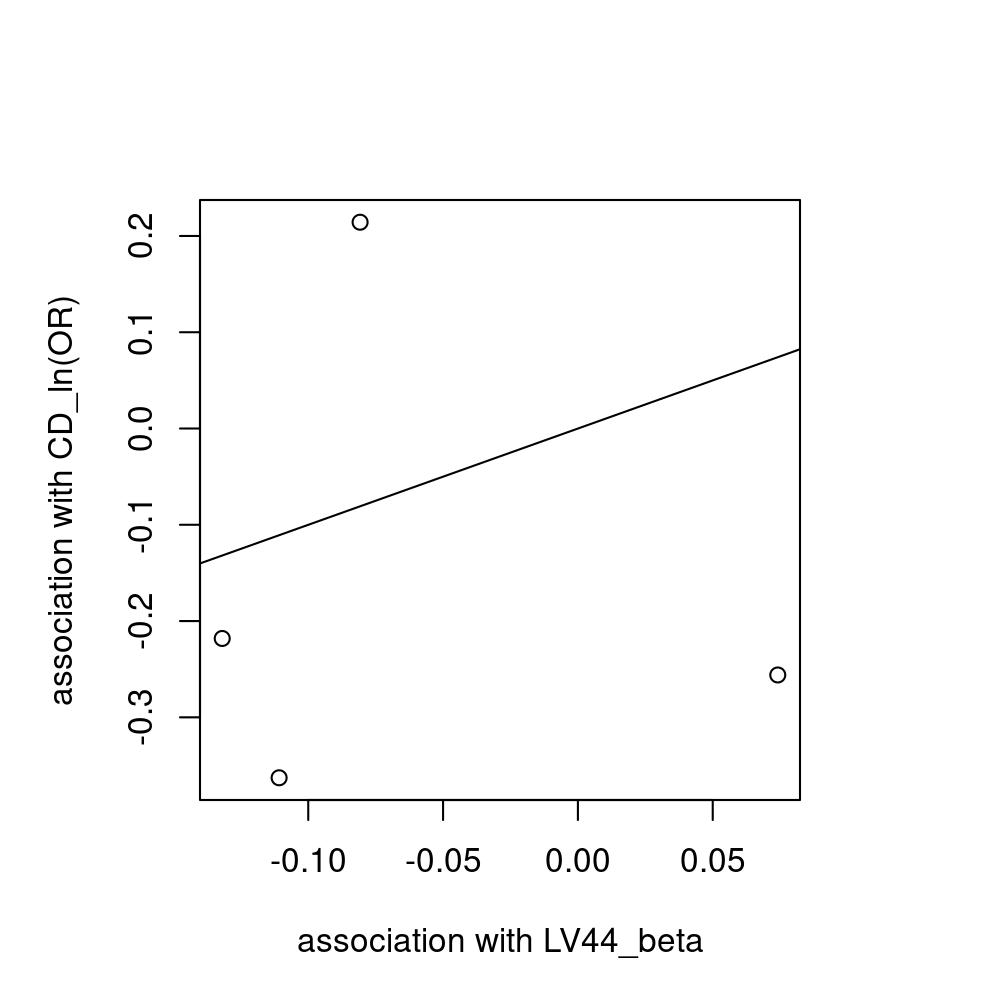 association with CD_ln(OR)
0.2
0.1
0.0
-0.1
-0.2
-0.3
-0.10 -0.05 0.00 0.05
association with LV44_beta